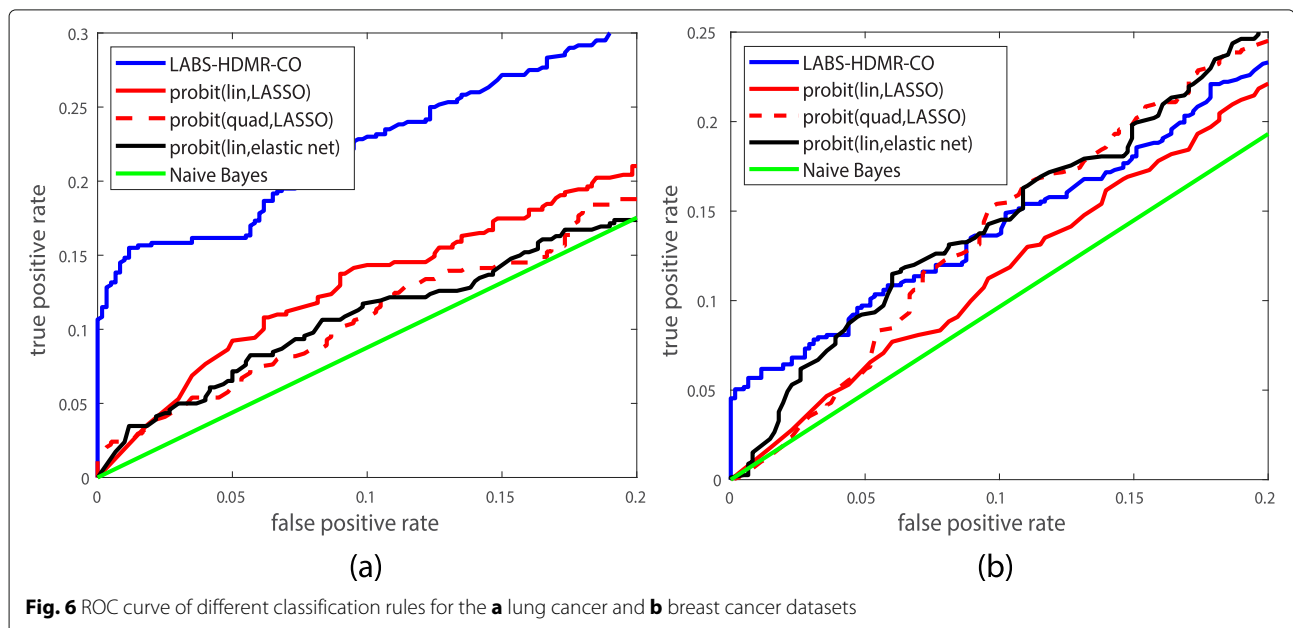 0.3
0.25
0.2
0.15
0.1
0.05
0
true positive rate
LABS-HDMR-CO
probit(lin,LASSO)
probit(quad,LASSO)
probit(lin,elastic net)
Naive Bayes
0
0.05
0.1
0.15
0.2
false positive rate
(a)
0.25
0.2
0.15
0.1
0.05
0
true positive rate
LABS-HDMR-CO
probit(lin,LASSO)
probit(quad,LASSO)
probit(lin,elastic net)
Naive Bayes
0
0.05
0.1
0.15
0.2
false positive rate
(b)
Fig. 6 ROC curve of different classification rules for the a lung cancer and b breast cancer datasets